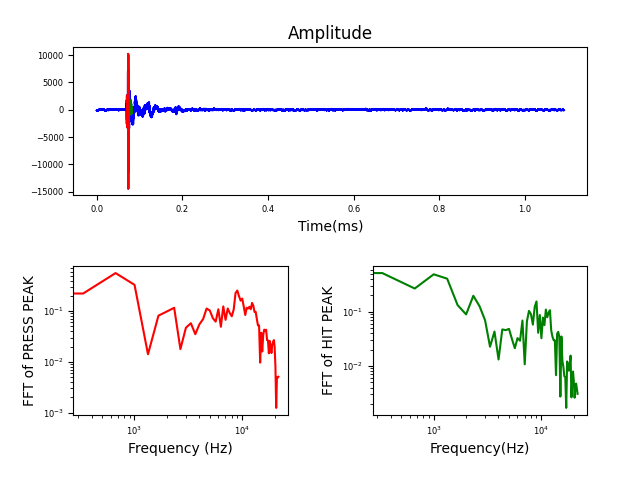 Amplitude
10000
5000
0
−5000
−10000
−15000
0.0 0.2 0.4 0.6 0.8 1.0
Time(ms)
FFT of PRESS PEAK
10⁻¹
10⁻²
10⁻³
10³ 10⁴
Frequency (Hz)
FFT of HIT PEAK
10⁻¹
10⁻²
10³ 10⁴
Frequency(Hz)